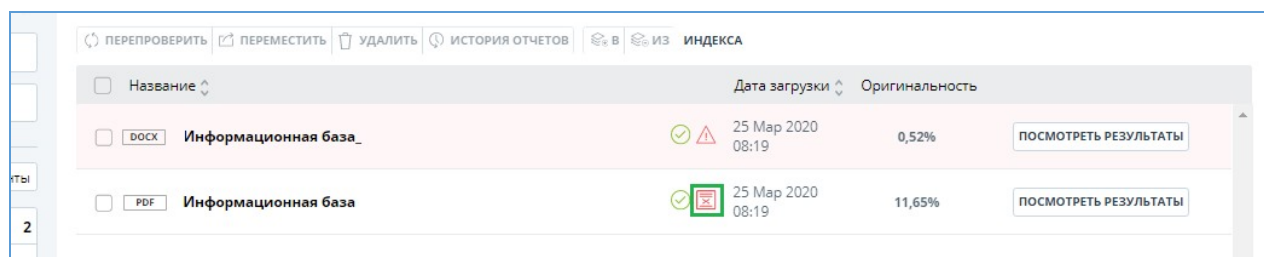 ПЕРЕПРОВЕРИТЬ ПЕРЕМЕСТИТЬ УДАЛИТЬ ИСТОРИЯ ОТЧЕТОВ В ИЗ ИНДЕКСА
Название Дата загрузки Оригинальность
DOCX Информационная база_ 25 Мар 2020 08:19 0,52% ПОСМОТРЕТЬ РЕЗУЛЬТАТЫ
нты
PDF Информационная база 25 Мар 2020 08:19 11,65% ПОСМОТРЕТЬ РЕЗУЛЬТАТЫ
2